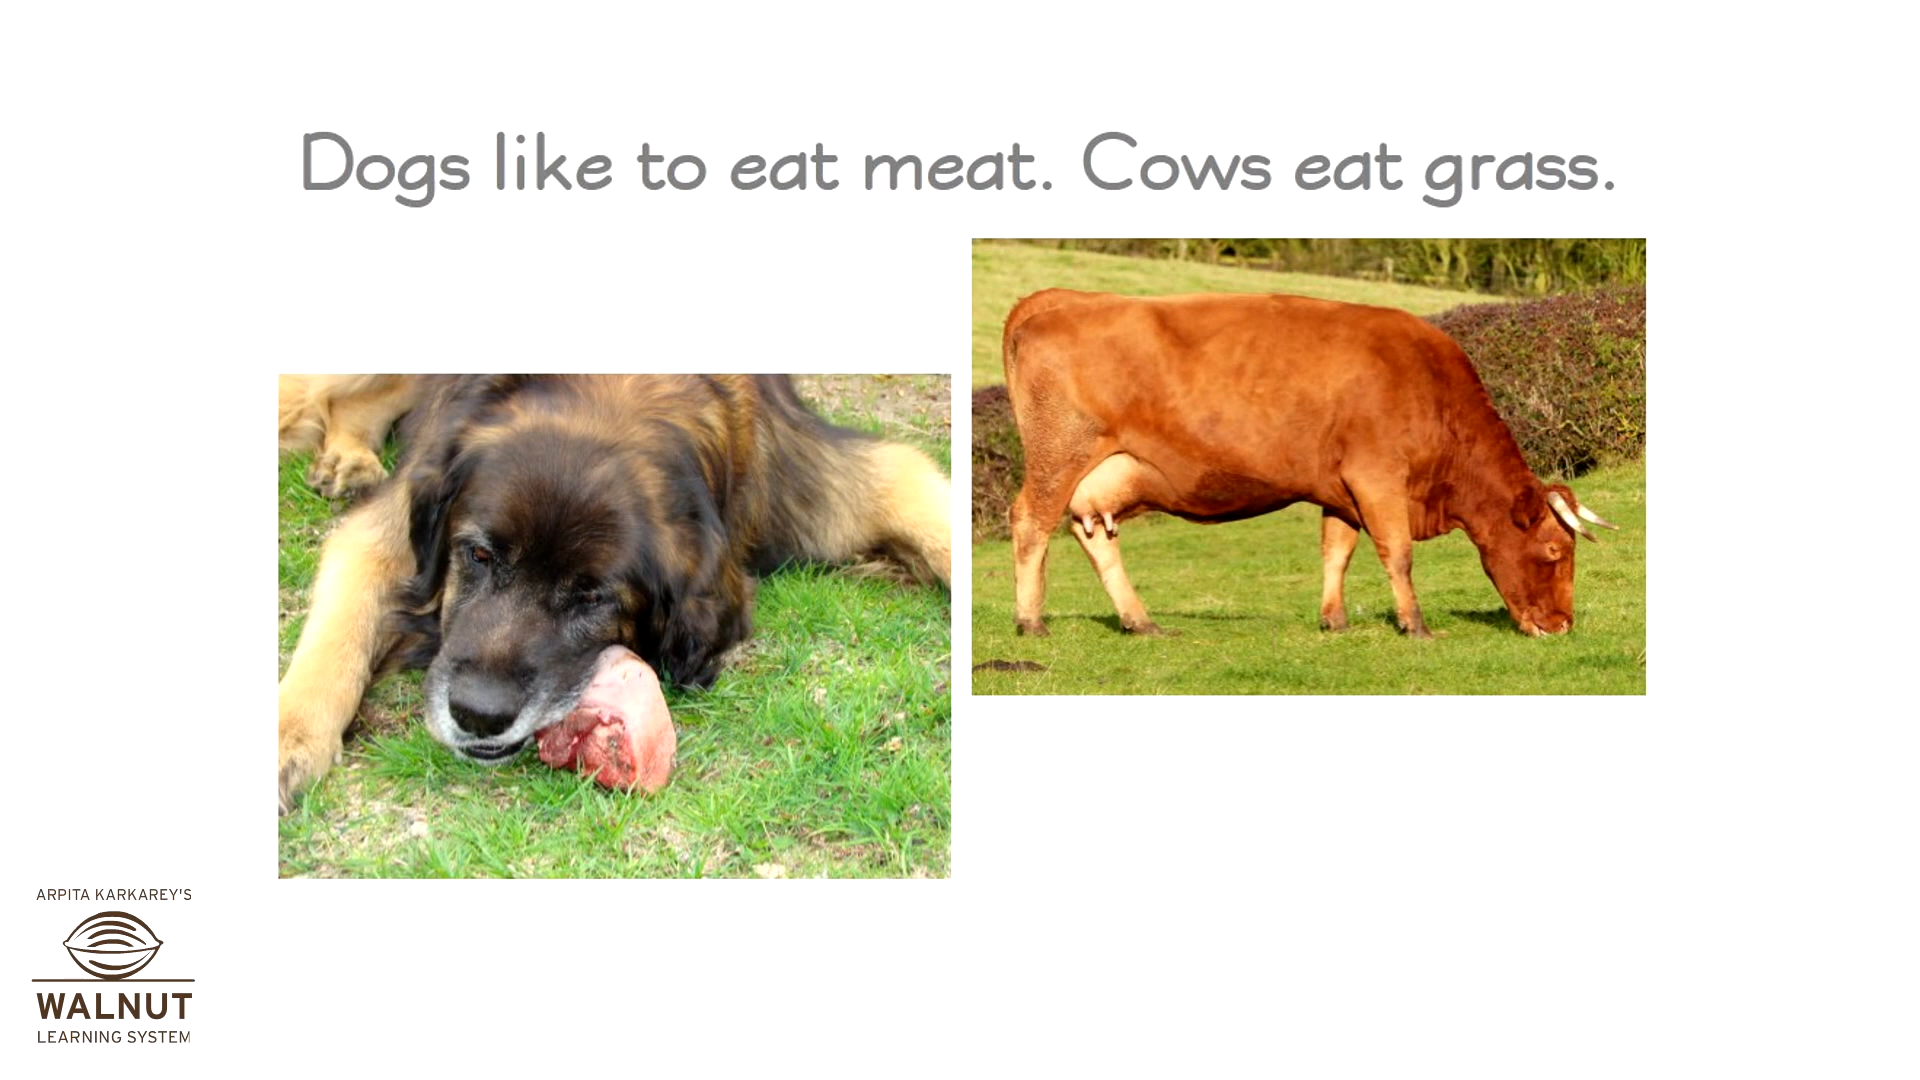 Dogs like to eat meat. Cows eat grass.
ARPITA KARKAREY'S
WALNUT
LEARNING SYSTEM